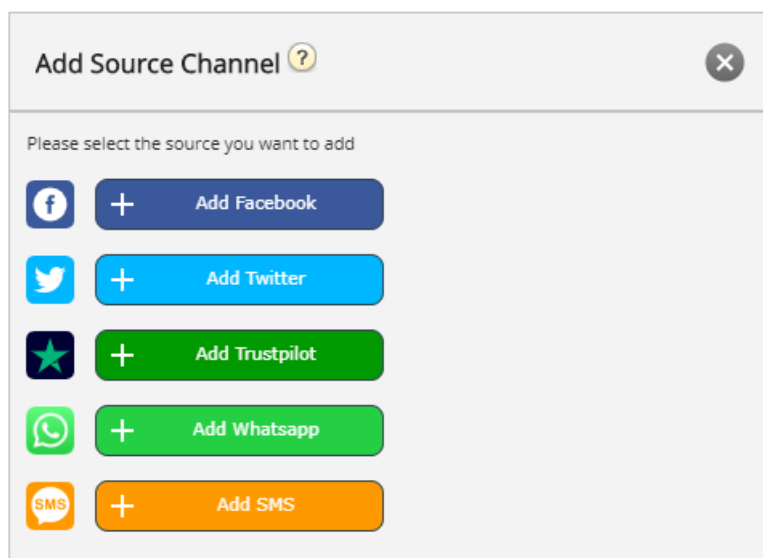 Add Source Channel ?
Please select the source you want to add
f + Add Facebook
+ Add Twitter
+ Add Trustpilot
+ Add Whatsapp
SMS + Add SMS